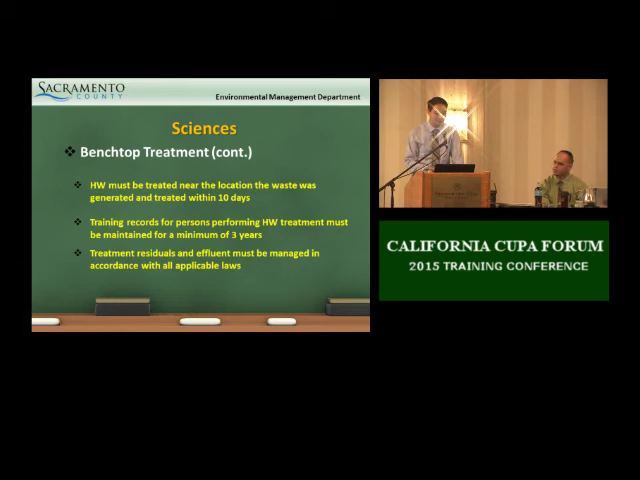 SACRAMENTO
COUNTY
Environmental Management Department
Sciences
Benchtop Treatment (cont.)
HW must be treated near the location the waste was
generated and treated within 10 days
Training records for persons performing HW treatment must
be maintained for a minimum of 3 years
Treatment residuals and effluent must be managed in
accordance with all applicable laws
CALIFORNIA CUPA FORUM
2015 TRAINING CONFERENCE